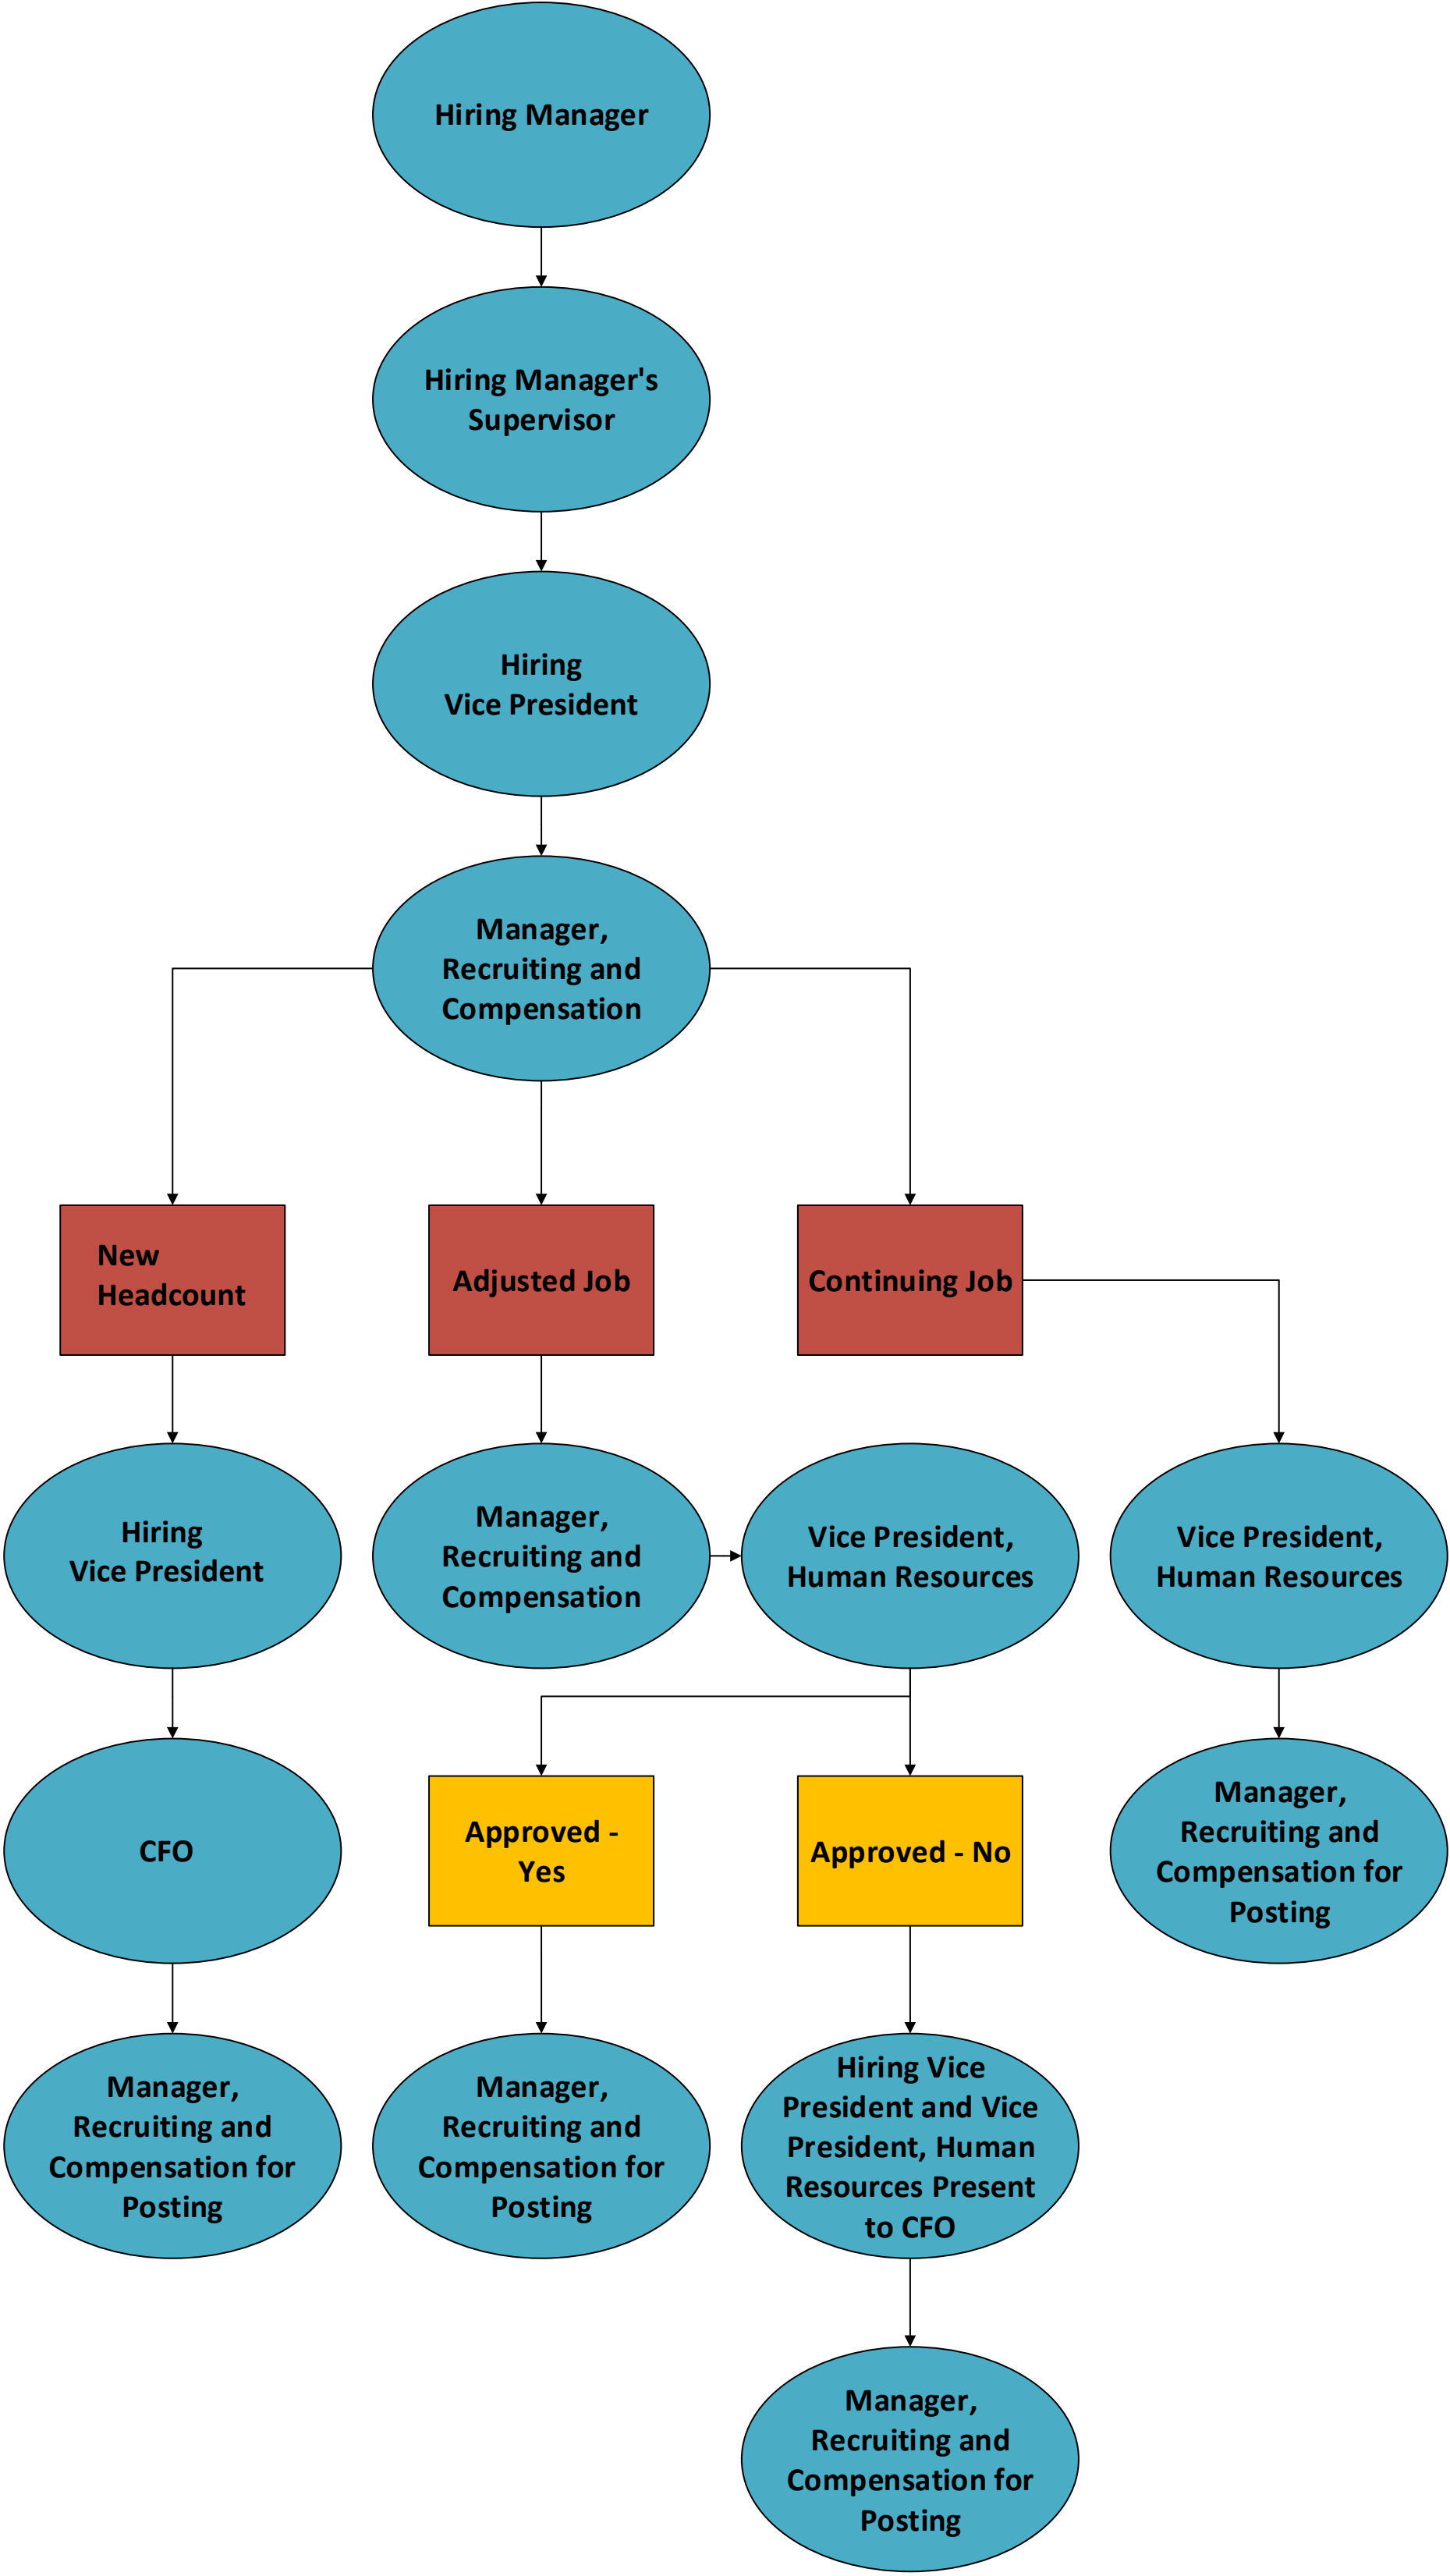 Hiring Manager
Hiring Manager's
Supervisor
Hiring
Vice President
Manager,
Recruiting and
Compensation
New
Headcount
Adjusted Job
Continuing Job
Hiring
Vice President
Manager,
Recruiting and
Compensation
Vice President,
Human Resources
Vice President,
Human Resources
CFO
Approved -
Yes
Approved - No
Manager,
Recruiting and
Compensation for
Posting
Manager,
Recruiting and
Compensation for
Posting
Manager,
Recruiting and
Compensation for
Posting
Hiring Vice
President and Vice
President, Human
Resources Present
to CFO
Manager,
Recruiting and
Compensation for
Posting